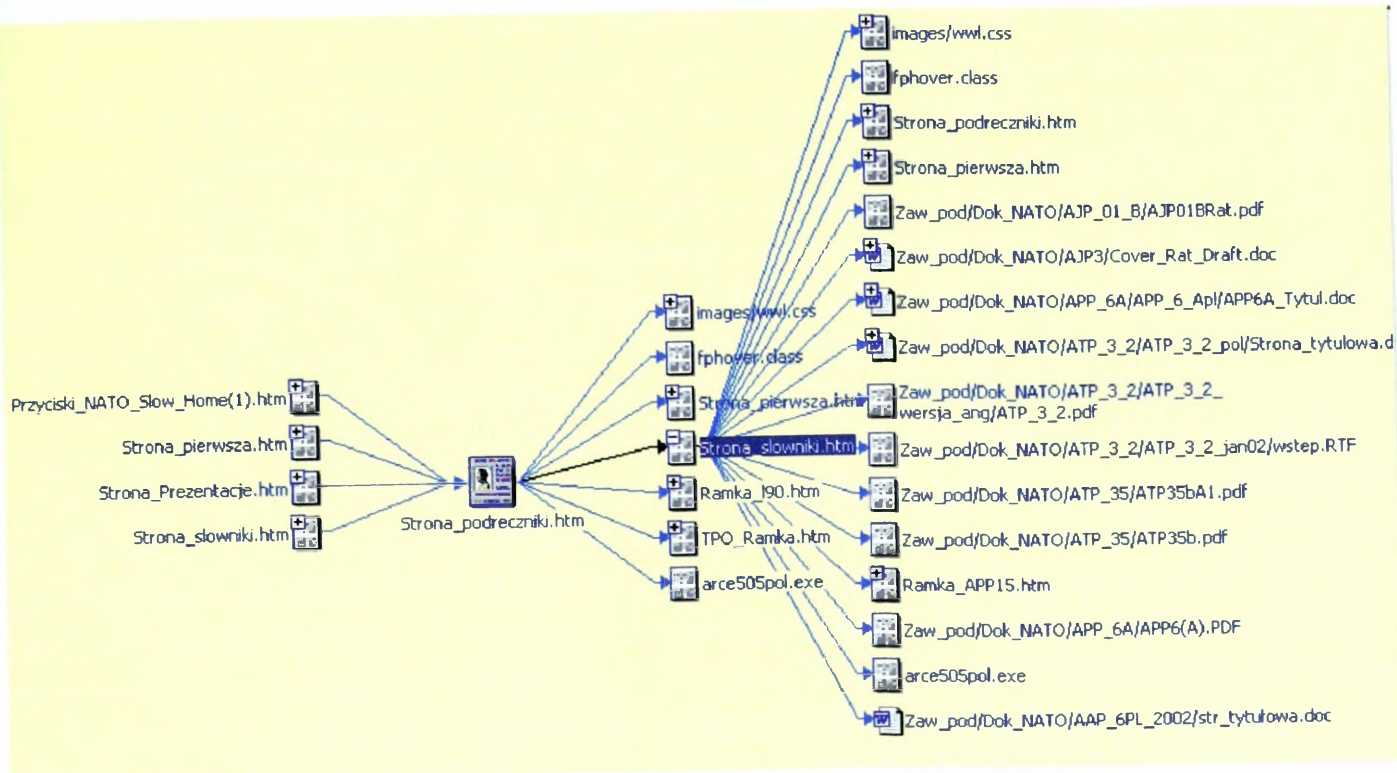 Przyciski_NATO_Slow_Home(1).htm
Strona_pierwsza.htm
Strona_Prezentacje.htm
Strona_slowniki.htm
Strona_podreczniki.htm
images/wwl.css
fphover.class
Strona_pierwsza.htm
Strona_slowniki.htm
Ramka_I90.htm
TPO_Ramka.htm
arce505pol.exe
images/wwl.css
fphover.class
Strona_podreczniki.htm
Strona_pierwsza.htm
Zaw_pod/Dok_NATO/AJP_01_B/AJP01BRat.pdf
Zaw_pod/Dok_NATO/AJP3/Cover_Rat_Draft.doc
Zaw_pod/Dok_NATO/APP_6A/APP_6_Apl/APP6A_Tytul.doc
Zaw_pod/Dok_NATO/ATP_3_2/ATP_3_2_pol/Strona_tytulowa.d
Zaw_pod/Dok_NATO/ATP_3_2/ATP_3_2_
wersja_ang/ATP_3_2.pdf
Zaw_pod/Dok_NATO/ATP_3_2/ATP_3_2_jan02/wstep.RTF
Zaw_pod/Dok_NATO/ATP_35/ATP35bA1.pdf
Zaw_pod/Dok_NATO/ATP_35/ATP35b.pdf
Ramka_APP15.htm
Zaw_pod/Dok_NATO/APP_6A/APP6(A).PDF
arce505pol.exe
Zaw_pod/Dok_NATO/AAP_6PL_2002/str_tytułowa.doc